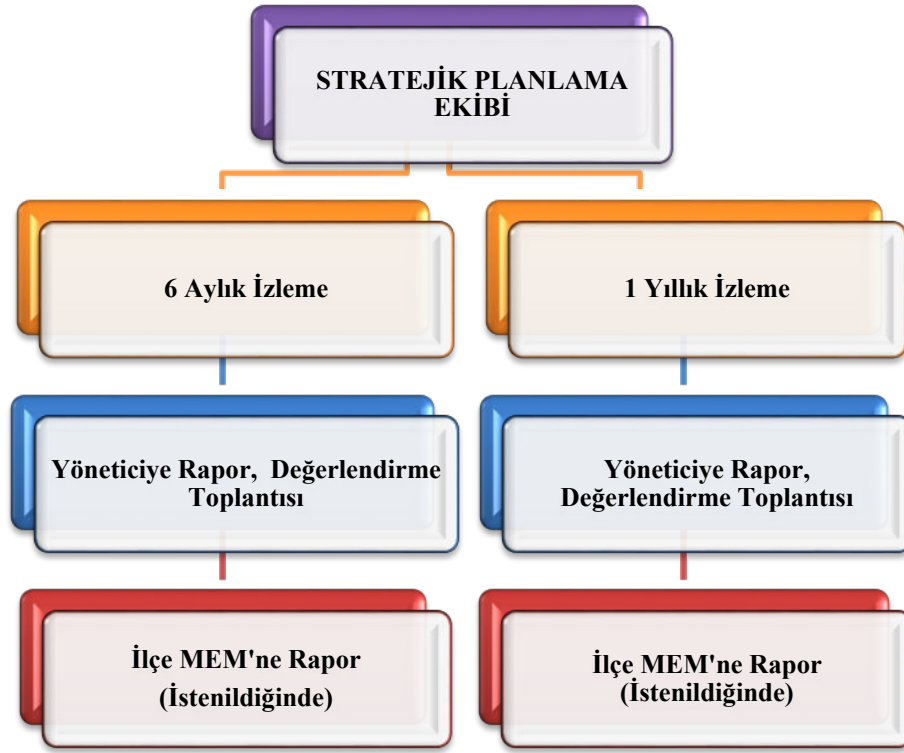 STRATEJİK PLANLAMA
EKİBİ
6 Aylık İzleme
1 Yıllık İzleme
Yöneticiye Rapor, Değerlendirme
Toplantısı
Yöneticiye Rapor,
Değerlendirme Toplantısı
İlçe MEM'ne Rapor
(İstenildiğinde)
İlçe MEM'ne Rapor
(İstenildiğinde)